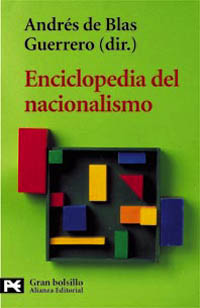 Andrés de Blas
Guerrero (dir.)
Enciclopedia del
nacionalismo
Gran bolsillo
Alianza Editorial